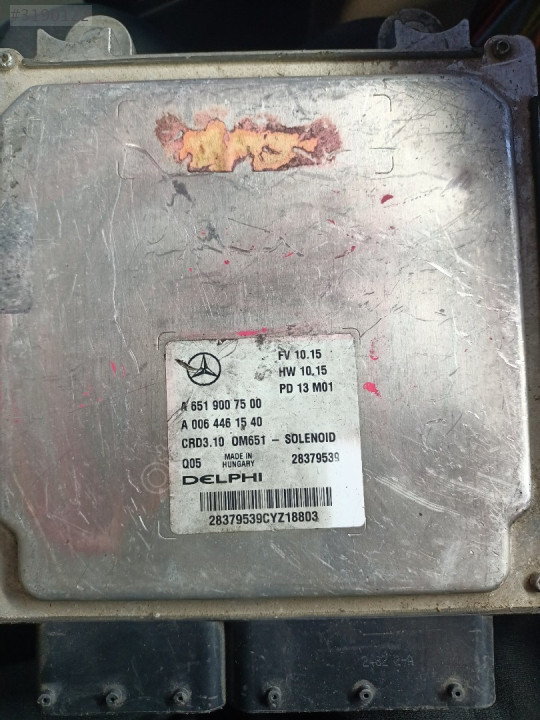 FV 10.15
HW 10.15
PD 13 M01
A 651 900 75 00
A 006 446 15 40
CRD3.10 OM651 - SOLENOID
Q05 MADE IN HUNGARY 28379539
DELPHI
28379539CYZ18803